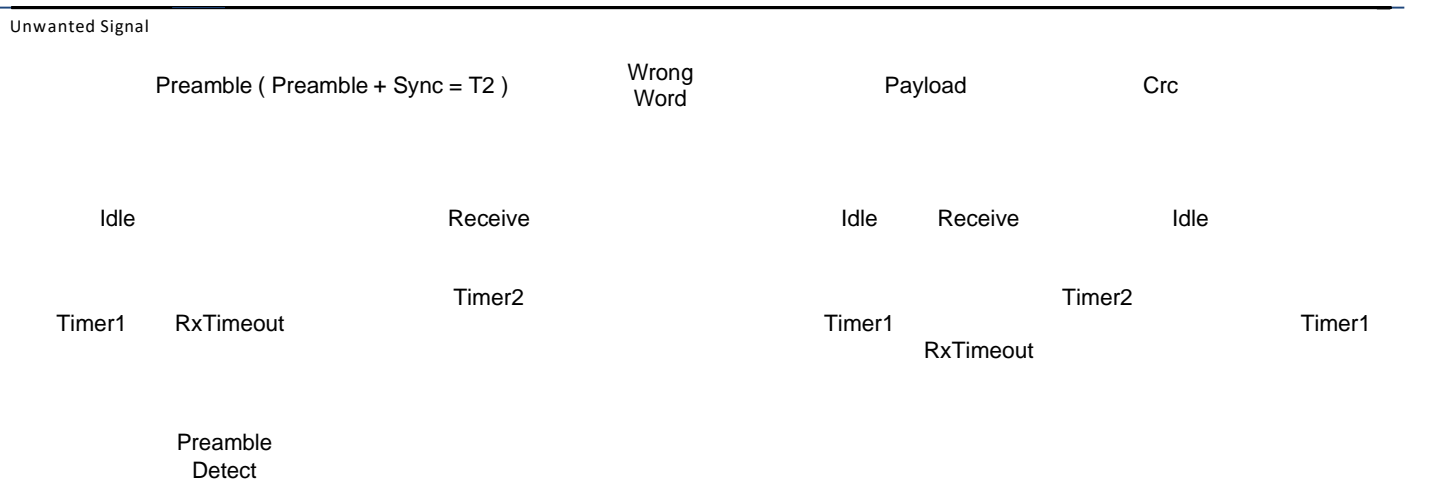 Unwanted Signal
Preamble ( Preamble + Sync = T2 )
Wrong
Word
Payload
Crc
Idle
Receive
Idle
Receive
Idle
Timer2
Timer2
Timer1
RxTimeout
Timer1
Timer1
RxTimeout
Preamble
Detect